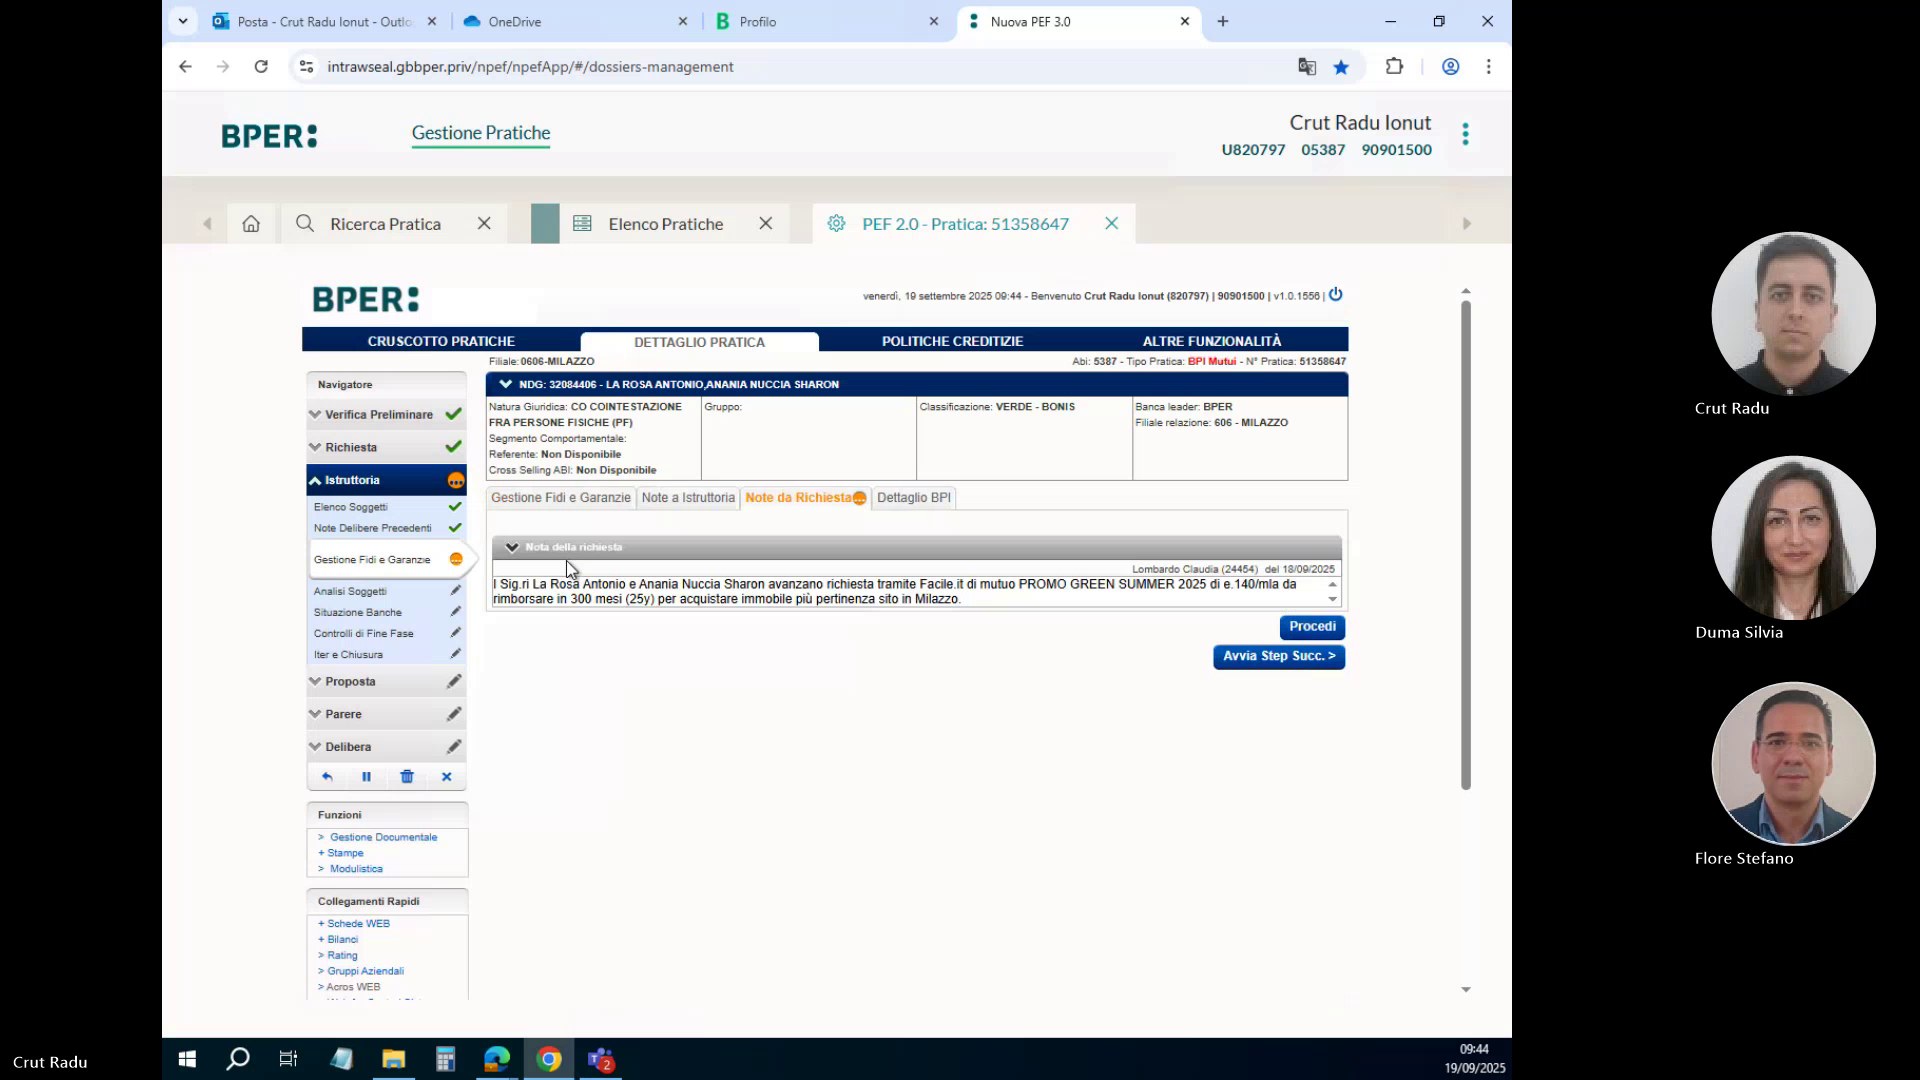 Posta - Crut Radu Ionut - Outlo
OneDrive
Profilo
Nuova PEF 3.0
intrawseal.gbbper.priv/npef/npefApp/#/dossiers-management
BPER:
Gestione Pratiche
Crut Radu Ionut
U820797 05387 90901500
Ricerca Pratica
Elenco Pratiche
PEF 2.0 - Pratica: 51358647
BPER:
venerdì, 19 settembre 2025 09:44 - Benvenuto Crut Radu Ionut (820797) | 90901500 | v1.0.1556 |
CRUSCOTTO PRATICHE
DETTAGLIO PRATICA
POLITICHE CREDITIZIE
ALTRE FUNZIONALITÀ
Filiale: 0606-MILAZZO
Abi: 5387 - Tipo Pratica: BPI Mutui - N° Pratica: 51358647
Navigatore
Verifica Preliminare
Richiesta
Istruttoria
Elenco Soggetti
Note Delibere Precedenti
Gestione Fidi e Garanzie
Analisi Soggetti
Situazione Banche
Controlli di Fine Fase
Iter e Chiusura
Proposta
Parere
Delibera
Funzioni
> Gestione Documentale
+ Stampe
> Modulistica
Collegamenti Rapidi
+ Schede WEB
+ Bilanci
> Rating
> Gruppi Aziendali
> Acros WEB
NDG: 32084406 - LA ROSA ANTONIO,ANANIA NUCCIA SHARON
Natura Giuridica: CO COINTESTAZIONE
FRA PERSONE FISICHE (PF)
Segmento Comportamentale:
Referente: Non Disponibile
Cross Selling ABI: Non Disponibile
Gruppo:
Classificazione: VERDE - BONIS
Banca leader: BPER
Filiale relazione: 606 - MILAZZO
Gestione Fidi e Garanzie
Note a Istruttoria
Note da Richiesta
Dettaglio BPI
Nota della richiesta
Lombardo Claudia (24454) del 18/09/2025
I Sig.ri La Rosa Antonio e Anania Nuccia Sharon avanzano richiesta tramite Facile.it di mutuo PROMO GREEN SUMMER 2025 di e.140/mla da
rimborsare in 300 mesi (25y) per acquistare immobile più pertinenza sito in Milazzo.
Procedi
Avvia Step Succ. >
2
09:44
19/09/2025
Crut Radu
Duma Silvia
Flore Stefano
Crut Radu